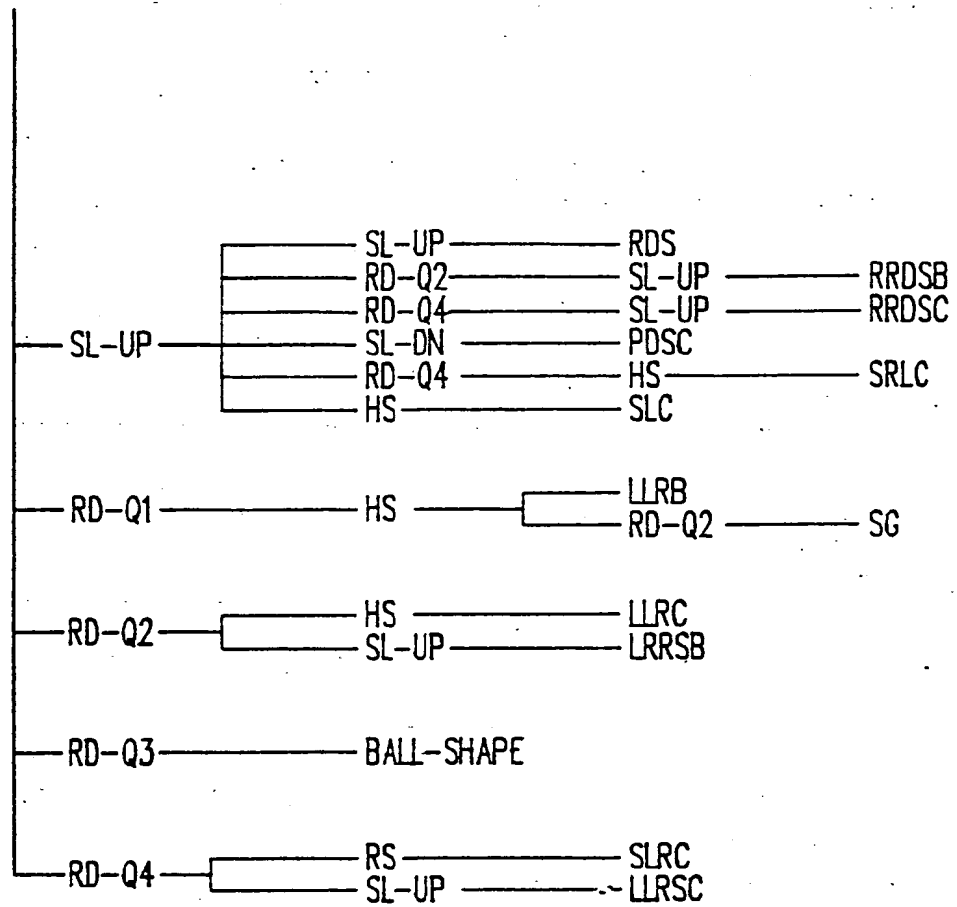 SL-UP RDS
RD-Q2 SL-UP RRDSB
RD-Q4 SL-UP RRDSC
SL-UP SL-DN PDSC
RD-Q4 HS SRLC
HS SLC
LLRB
RD-Q1 HS
RD-Q2 SG
HS LLRC
RD-Q2
SL-UP LRRSB
RD-Q3 BALL-SHAPE
RS SLRC
RD-Q4
SL-UP LLRSC